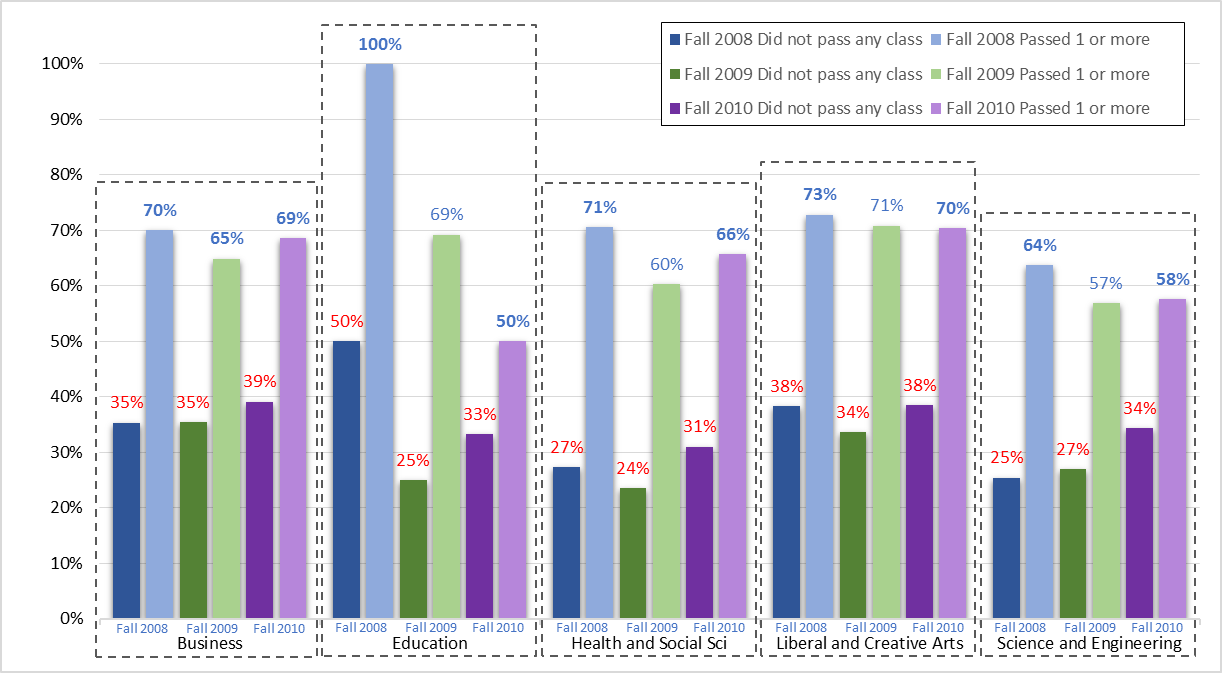 Fall 2008 Did not pass any class Fall 2008 Passed 1 or more
Fall 2009 Did not pass any class Fall 2009 Passed 1 or more
Fall 2010 Did not pass any class Fall 2010 Passed 1 or more
100%
90%
80%
70%
60%
50%
40%
30%
20%
10%
0%
35% 70% 35% 65% 39% 69%
50% 100% 25% 69% 33% 50%
27% 71% 24% 60% 31% 66%
38% 73% 34% 71% 38% 70%
25% 64% 27% 57% 34% 58%
Fall 2008 Fall 2009 Fall 2010 Fall 2008 Fall 2009 Fall 2010 Fall 2008 Fall 2009 Fall 2010 Fall 2008 Fall 2009 Fall 2010 Fall 2008 Fall 2009 Fall 2010
Business Education Health and Social Sci Liberal and Creative Arts Science and Engineering